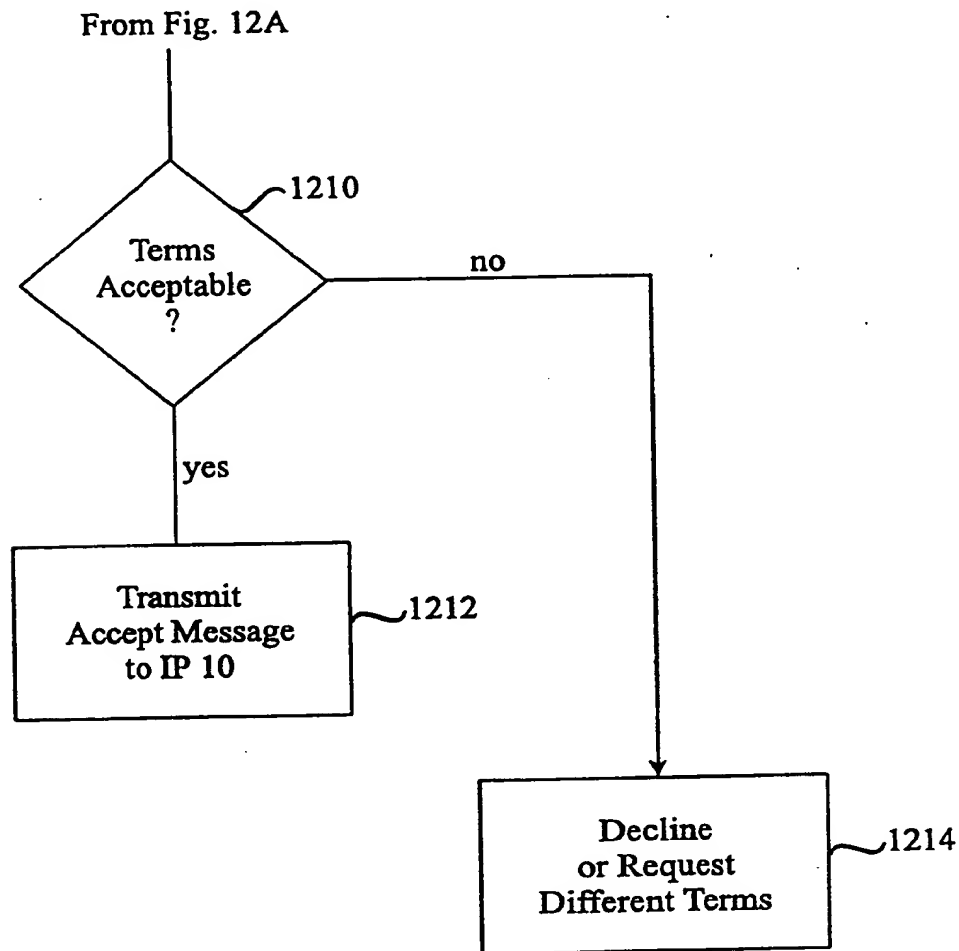 From Fig. 12A
1210
Terms
Acceptable
?
no
yes
Transmit
Accept Message
to IP 10
1212
Decline
or Request
Different Terms
1214